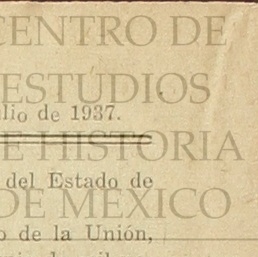 CENTRO DE
ESTUDIOS
lio de 1937.
E HISTORIA
del Estado de
DE MÉXICO
de la Unión,